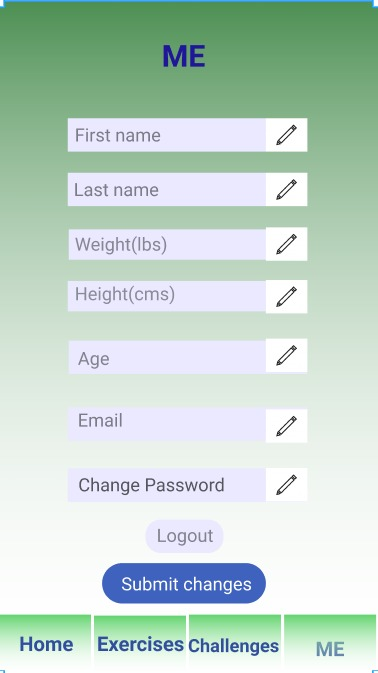 ME
First name
Last name
Weight(lbs)
Height(cms)
Age
Email
Change Password
Logout
Submit changes
Home Exercises Challenges ME